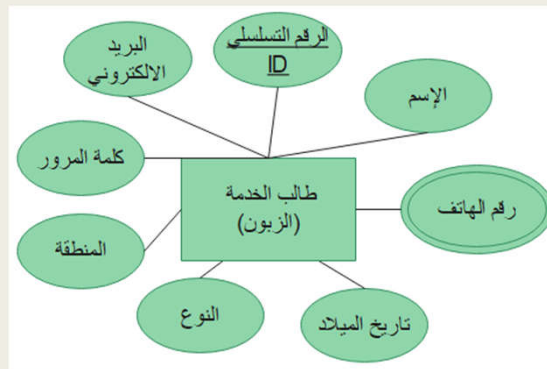 الرقم التسلسلي
ID
البريد
الالكتروني
الإسم
كلمة المرور
طالب الخدمة
(الزبون)
رقم الهاتف
المنطقة
النوع
تاريخ الميلاد